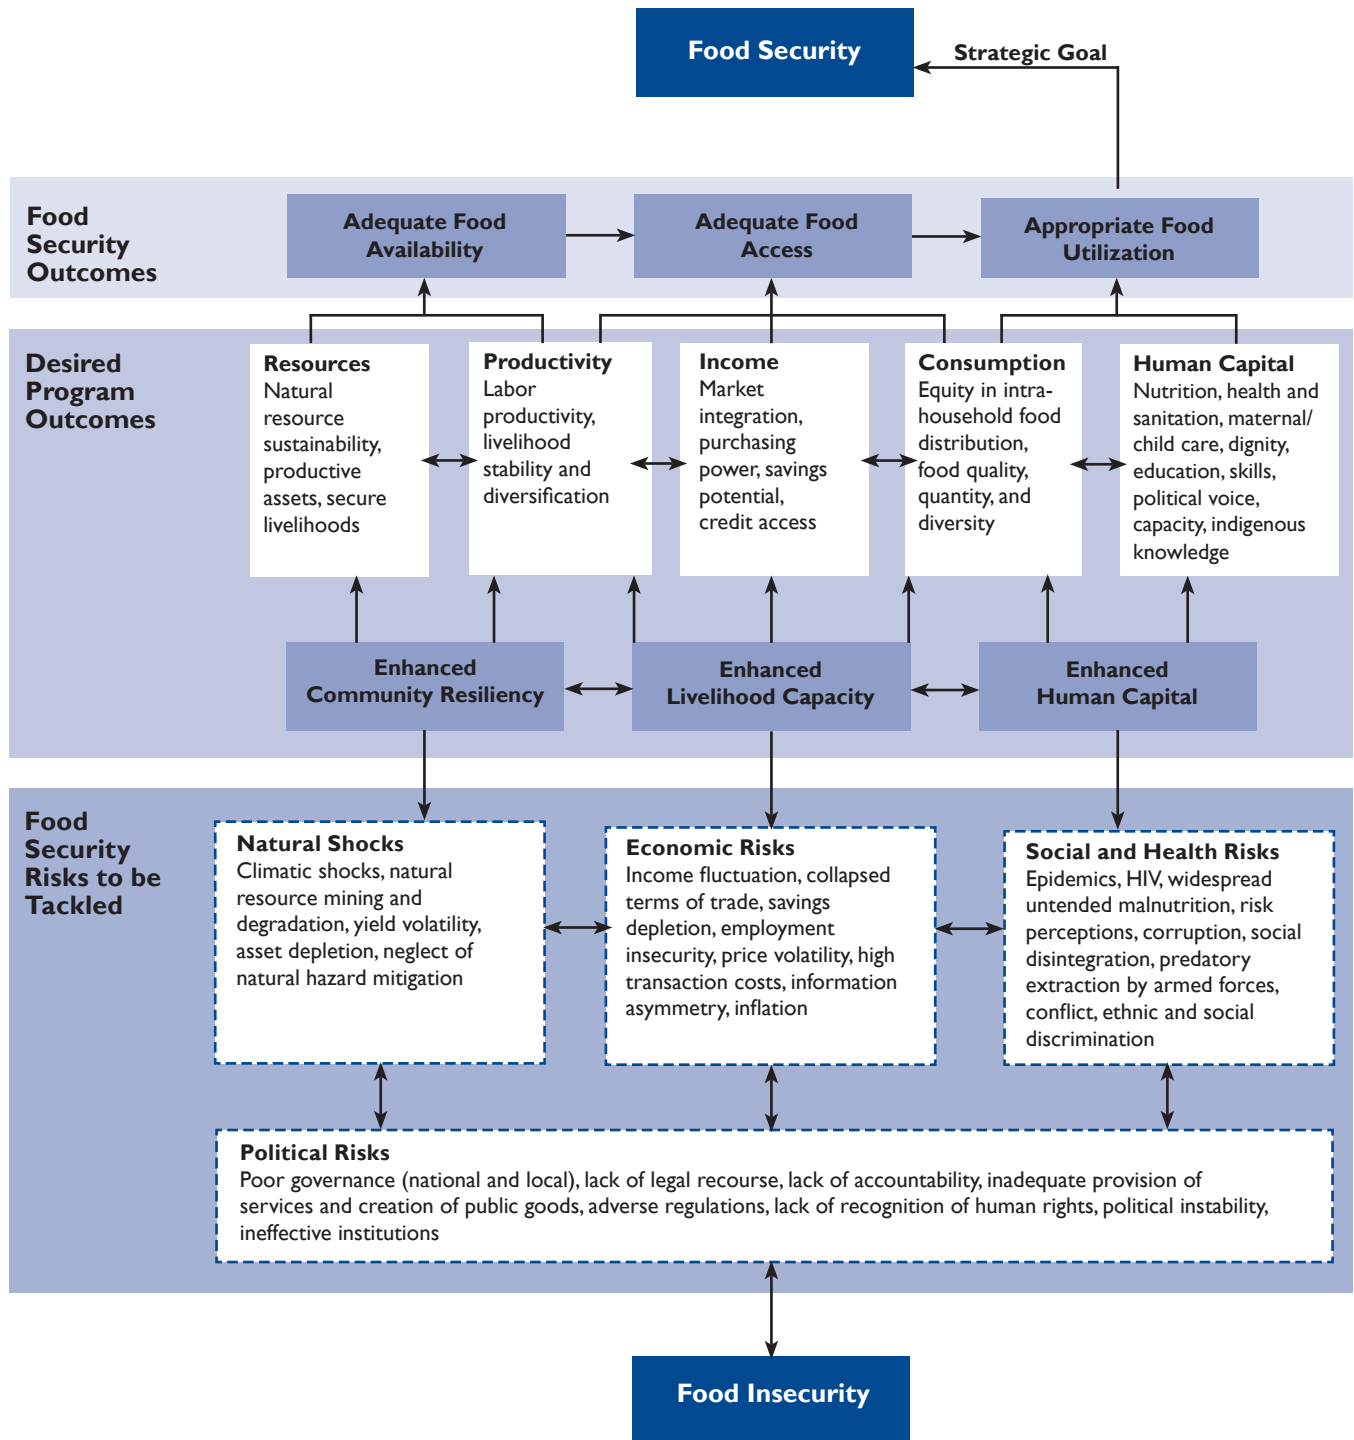 Food Security
Strategic Goal
Food
Security
Outcomes
Adequate Food
Availability
Adequate Food
Access
Appropriate Food
Utilization
Desired
Program
Outcomes
Resources
Natural
resource
sustainability,
productive
assets, secure
livelihoods
Productivity
Labor
productivity,
livelihood
stability and
diversification
Income
Market
integration,
purchasing
power, savings
potential,
credit access
Consumption
Equity in intra-
household food
distribution,
food quality,
quantity, and
diversity
Human Capital
Nutrition, health and
sanitation, maternal/
child care, dignity,
education, skills,
political voice,
capacity, indigenous
knowledge
Enhanced
Community Resiliency
Enhanced
Livelihood Capacity
Enhanced
Human Capital
Food
Security
Risks to be
Tackled
Natural Shocks
Climatic shocks, natural
resource mining and
degradation, yield volatility,
asset depletion, neglect of
natural hazard mitigation
Economic Risks
Income fluctuation, collapsed
terms of trade, savings
depletion, employment
insecurity, price volatility, high
transaction costs, information
asymmetry, inflation
Social and Health Risks
Epidemics, HIV, widespread
untended malnutrition, risk
perceptions, corruption, social
disintegration, predatory
extraction by armed forces,
conflict, ethnic and social
discrimination
Political Risks
Poor governance (national and local), lack of legal recourse, lack of accountability, inadequate provision of
services and creation of public goods, adverse regulations, lack of recognition of human rights, political instability,
ineffective institutions
Food Insecurity